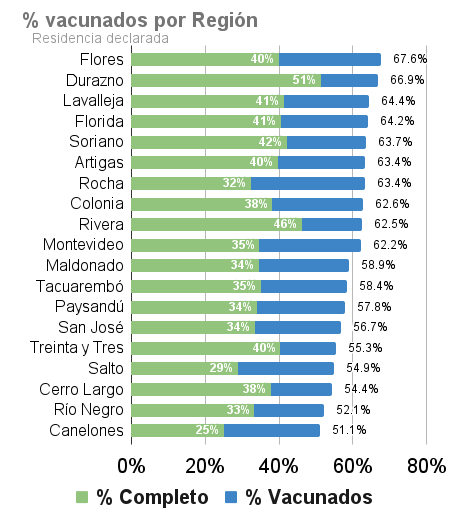 % vacunados por Región
Residencia declarada
Flores 40% 67.6%
Durazno 51% 66.9%
Lavalleja 41% 64.4%
Florida 41% 64.2%
Soriano 42% 63.7%
Artigas 40% 63.4%
Rocha 32% 63.4%
Colonia 38% 62.6%
Rivera 46% 62.5%
Montevideo 35% 62.2%
Maldonado 34% 58.9%
Tacuarembó 35% 58.4%
Paysandú 34% 57.8%
San José 34% 56.7%
Treinta y Tres 40% 55.3%
Salto 29% 54.9%
Cerro Largo 38% 54.4%
Río Negro 33% 52.1%
Canelones 25% 51.1%
0% 20% 40% 60% 80%
% Completo % Vacunados